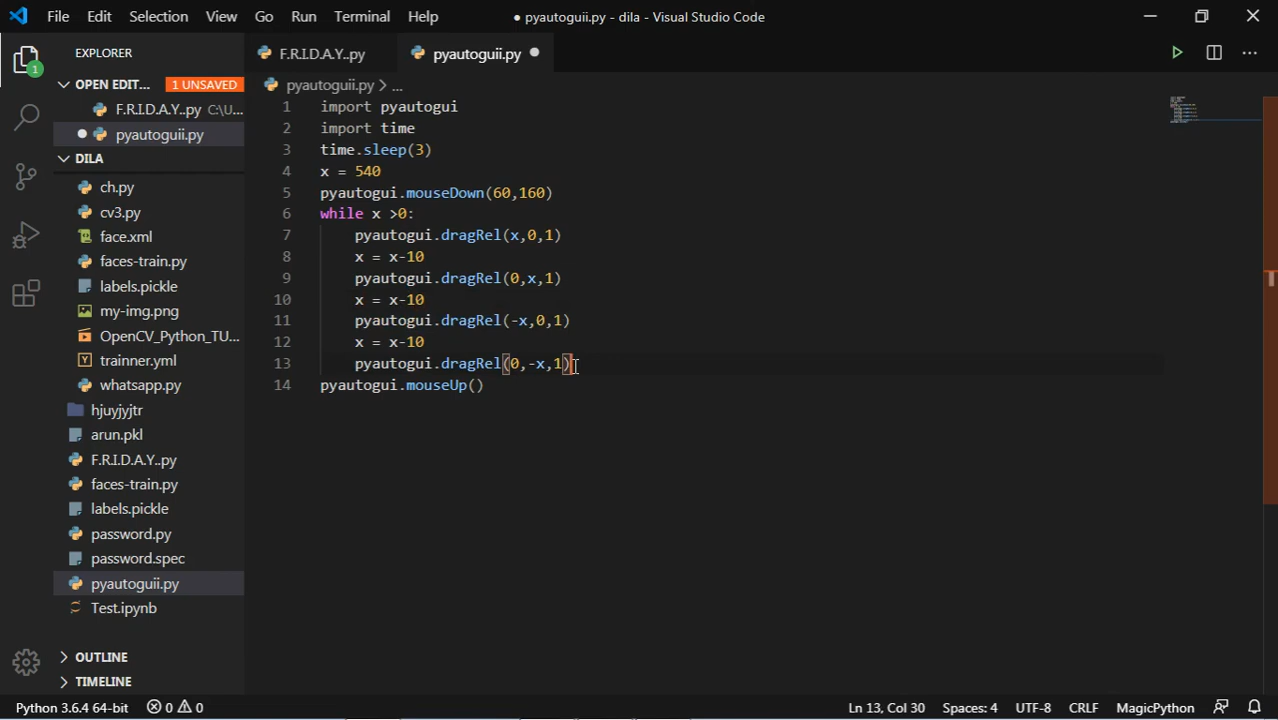 File Edit Selection View Go Run Terminal Help
● pyautoguii.py - dila - Visual Studio Code
EXPLORER
F.R.I.D.A.Y..py
pyautoguii.py
OPEN EDIT... 1 UNSAVED
F.R.I.D.A.Y..py C:\U...
pyautoguii.py
DILA
ch.py
cv3.py
face.xml
faces-train.py
labels.pickle
my-img.png
OpenCV_Python_TU...
trainner.yml
whatsapp.py
hjuyjyjtr
arun.pkl
F.R.I.D.A.Y..py
faces-train.py
labels.pickle
password.py
password.spec
pyautoguii.py
Test.ipynb
OUTLINE
TIMELINE
1
pyautoguii.py > ...
1 import pyautogui
2 import time
3 time.sleep(3)
4 x = 540
5 pyautogui.mouseDown(60,160)
6 while x >0:
7 pyautogui.dragRel(x,0,1)
8 x = x-10
9 pyautogui.dragRel(0,x,1)
10 x = x-10
11 pyautogui.dragRel(-x,0,1)
12 x = x-10
13 pyautogui.dragRel(0,-x,1)
14 pyautogui.mouseUp()
Python 3.6.4 64-bit 0 0 Ln 13, Col 30 Spaces: 4 UTF-8 CRLF MagicPython